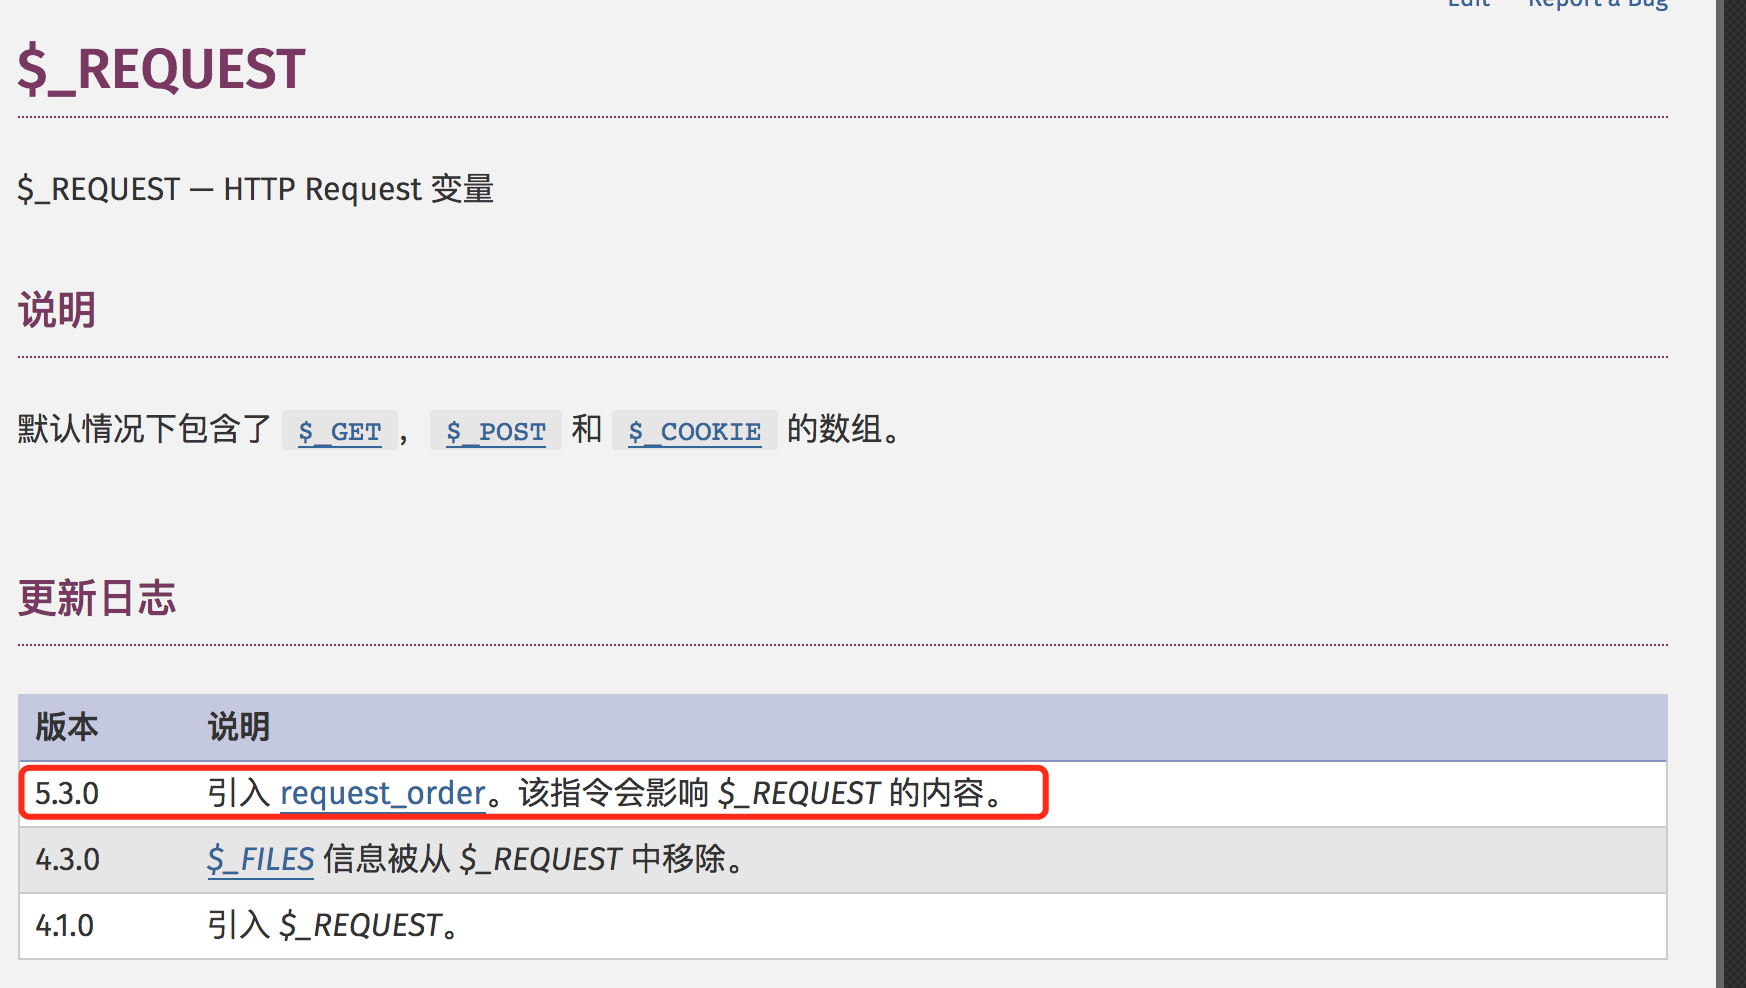 Edit Report a Bug
$_REQUEST
$_REQUEST — HTTP Request 变量
说明
默认情况下包含了 $_GET， $_POST 和 $_COOKIE 的数组。
更新日志
版本 说明
5.3.0 引入 request_order。该指令会影响 $_REQUEST 的内容。
4.3.0 $_FILES 信息被从 $_REQUEST 中移除。
4.1.0 引入 $_REQUEST。